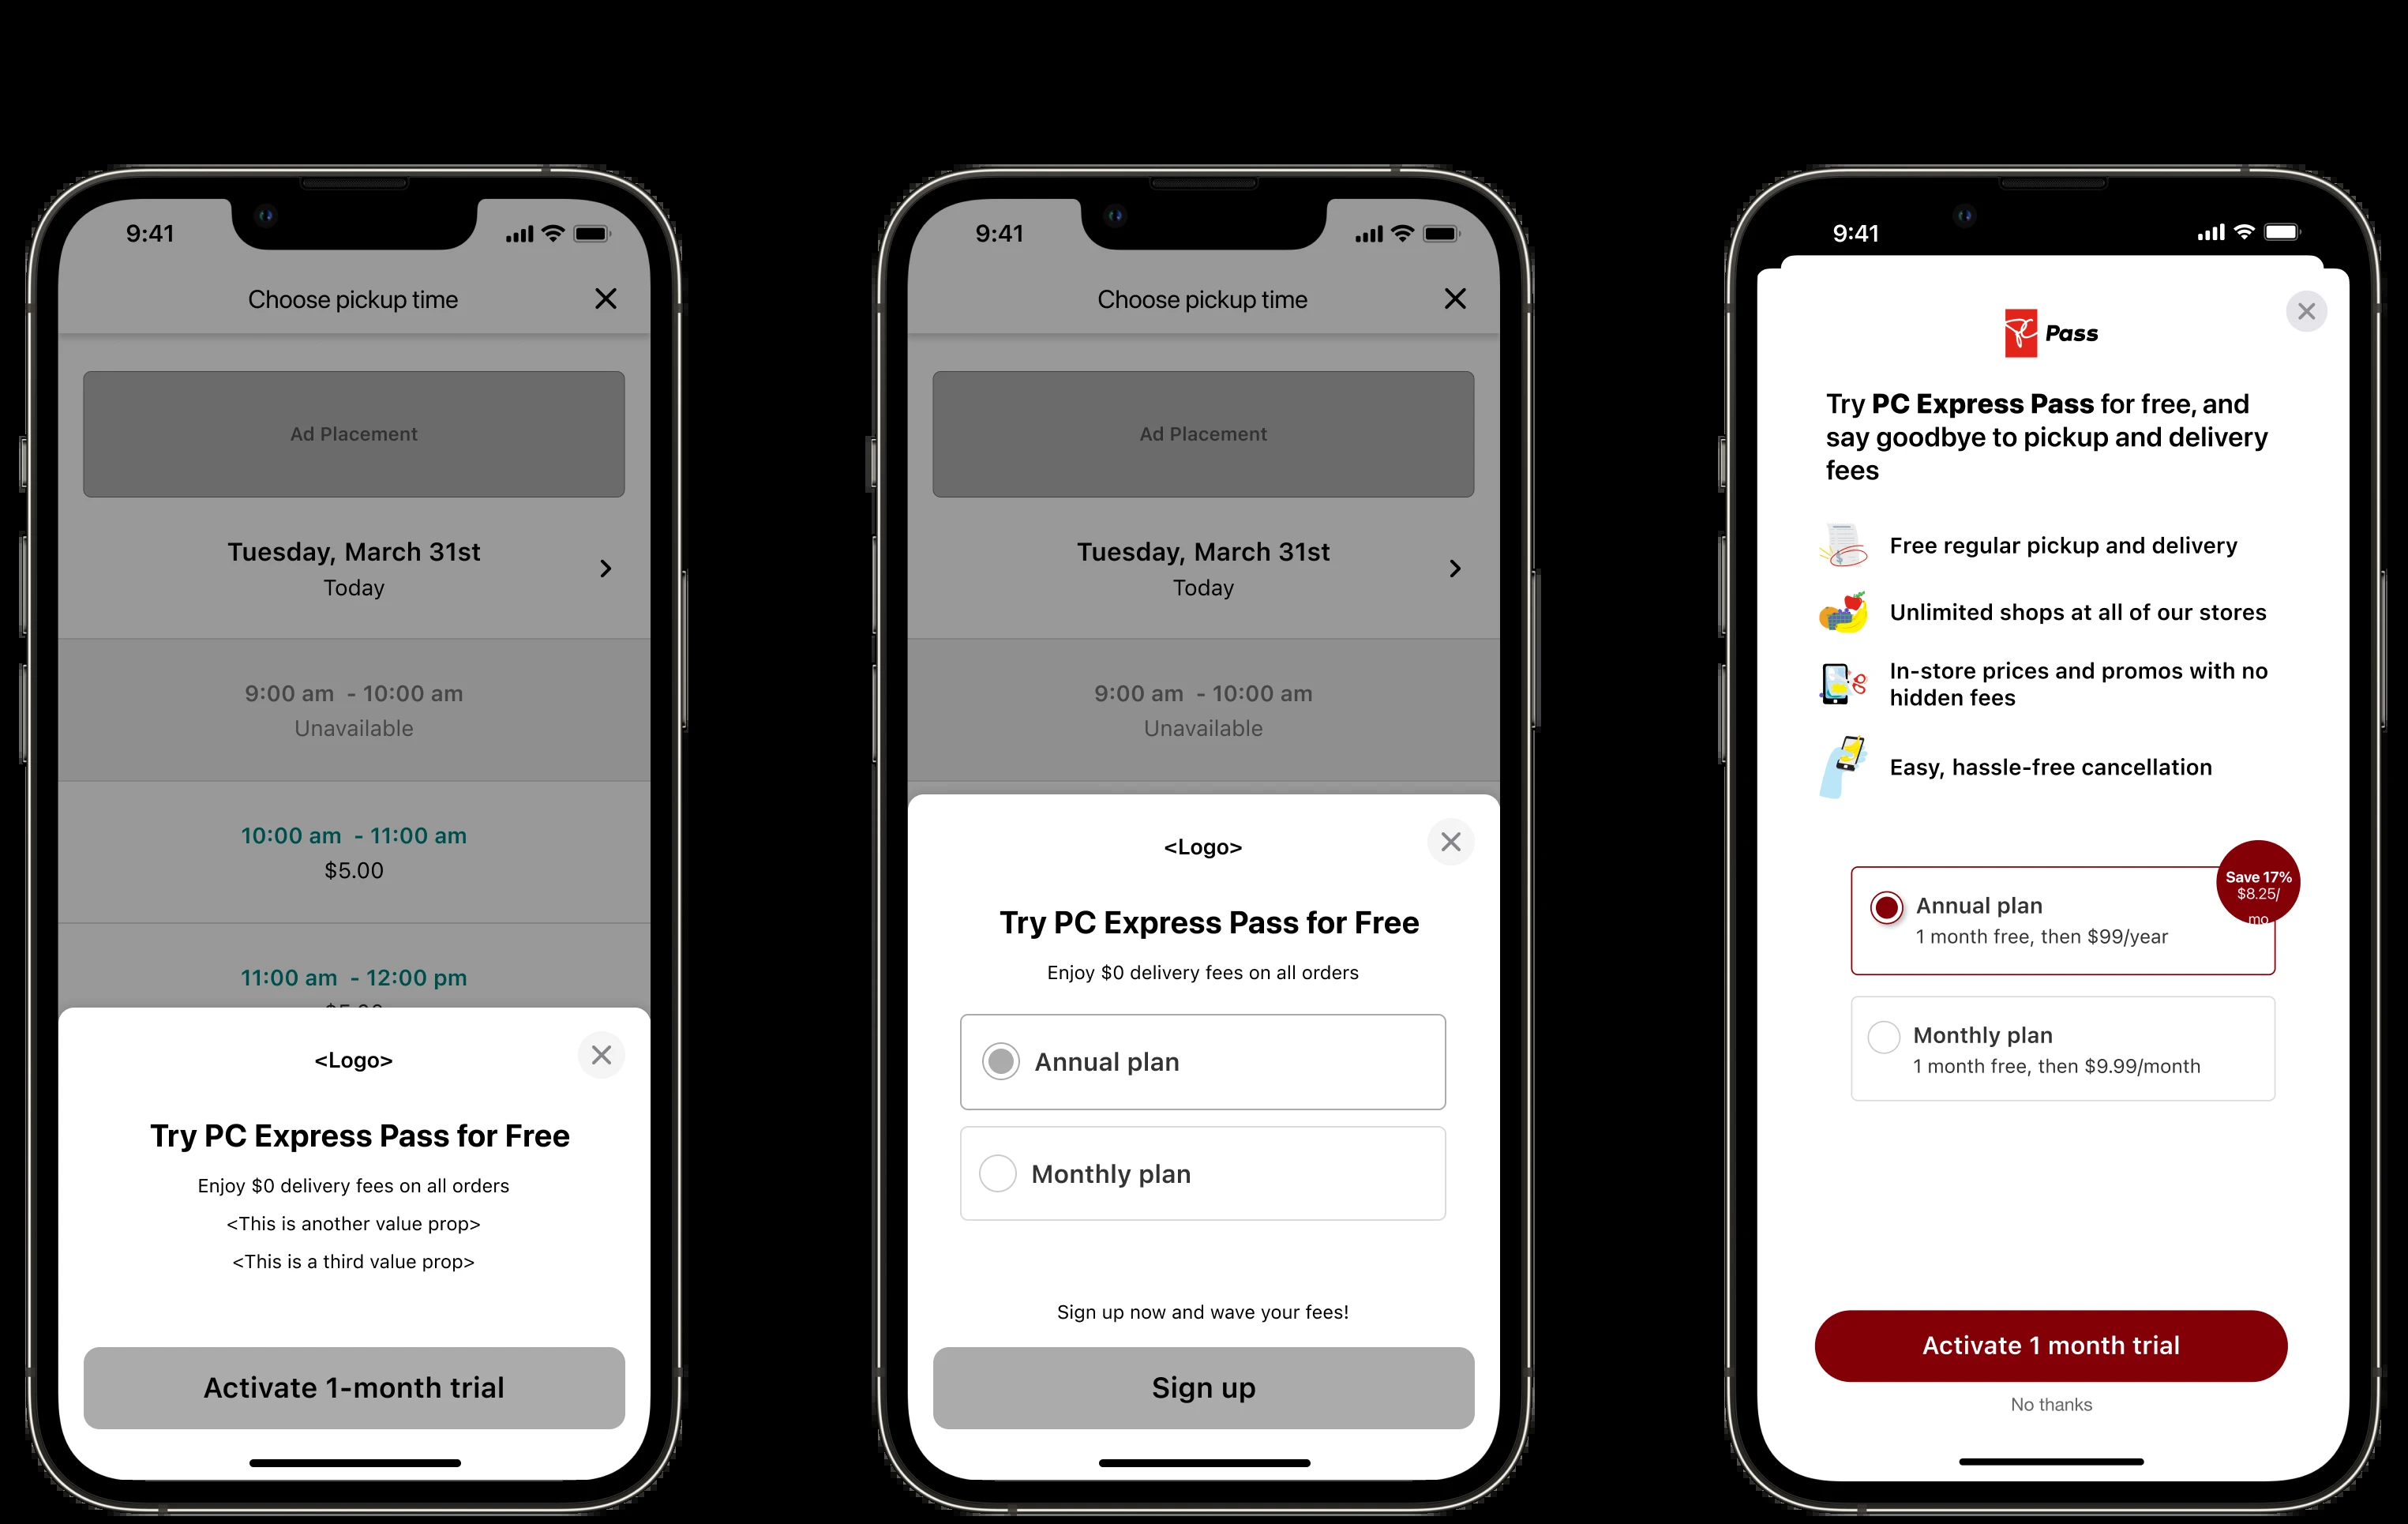 9:41
Choose pickup time
Ad Placement
Tuesday, March 31st
Today
9:00 am - 10:00 am
Unavailable
10:00 am - 11:00 am
$5.00
11:00 am - 12:00 pm
<Logo>
Try PC Express Pass for Free
Enjoy $0 delivery fees on all orders
<This is another value prop>
<This is a third value prop>
Activate 1-month trial
9:41
Choose pickup time
Ad Placement
Tuesday, March 31st
Today
9:00 am - 10:00 am
Unavailable
<Logo>
Try PC Express Pass for Free
Enjoy $0 delivery fees on all orders
Annual plan
Monthly plan
Sign up now and wave your fees!
Sign up
9:41
PC Pass
Try PC Express Pass for free, and
say goodbye to pickup and delivery
fees
Free regular pickup and delivery
Unlimited shops at all of our stores
In-store prices and promos with no
hidden fees
Easy, hassle-free cancellation
Save 17%
$8.25/
mo
Annual plan
1 month free, then $99/year
Monthly plan
1 month free, then $9.99/month
Activate 1 month trial
No thanks